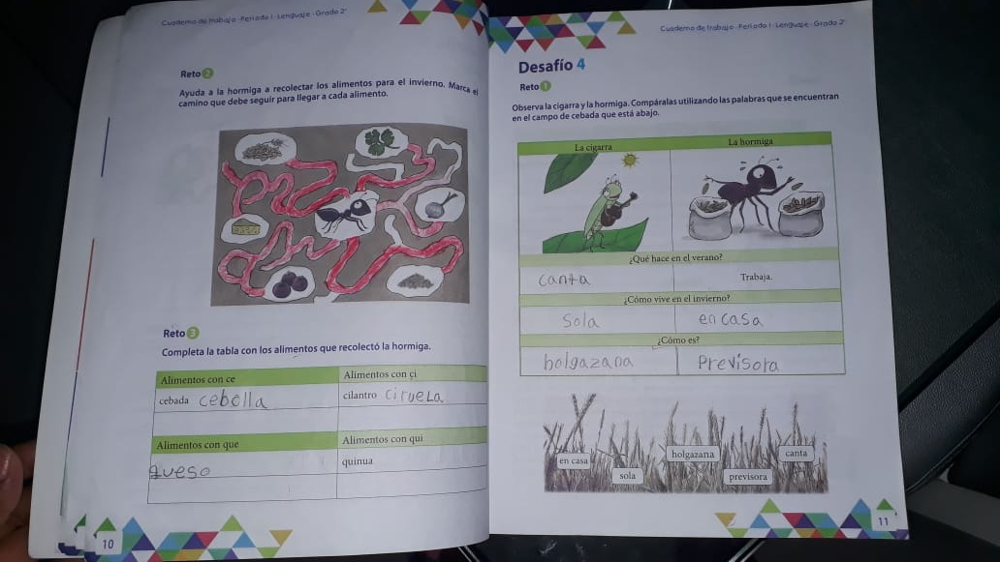 Cuaderno de trabajo - Periodo 1 - Lenguaje - Grado 2°
Reto 2
Ayuda a la hormiga a recolectar los alimentos para el invierno. Marca el
camino que debe seguir para llegar a cada alimento.
Reto 3
Completa la tabla con los alimentos que recolectó la hormiga.
Alimentos con ce
Alimentos con çi
cebada cebolla
cilantro ciruela
Alimentos con que
Alimentos con qui
queso
quinua
10
Cuaderno de trabajo - Periodo 1 - Lenguaje - Grado 2°
Desafío 4
Reto 1
Observa la cigarra y la hormiga. Compáralas utilizando las palabras que se encuentran
en el campo de cebada que está abajo.
La cigarra
La hormiga
¿Qué hace en el verano?
canta
Trabaja.
¿Cómo vive en el invierno?
Sola
en casa
¿Cómo es?
holgazana
Previsora
en casa
sola
holgazana
previsora
canta
11